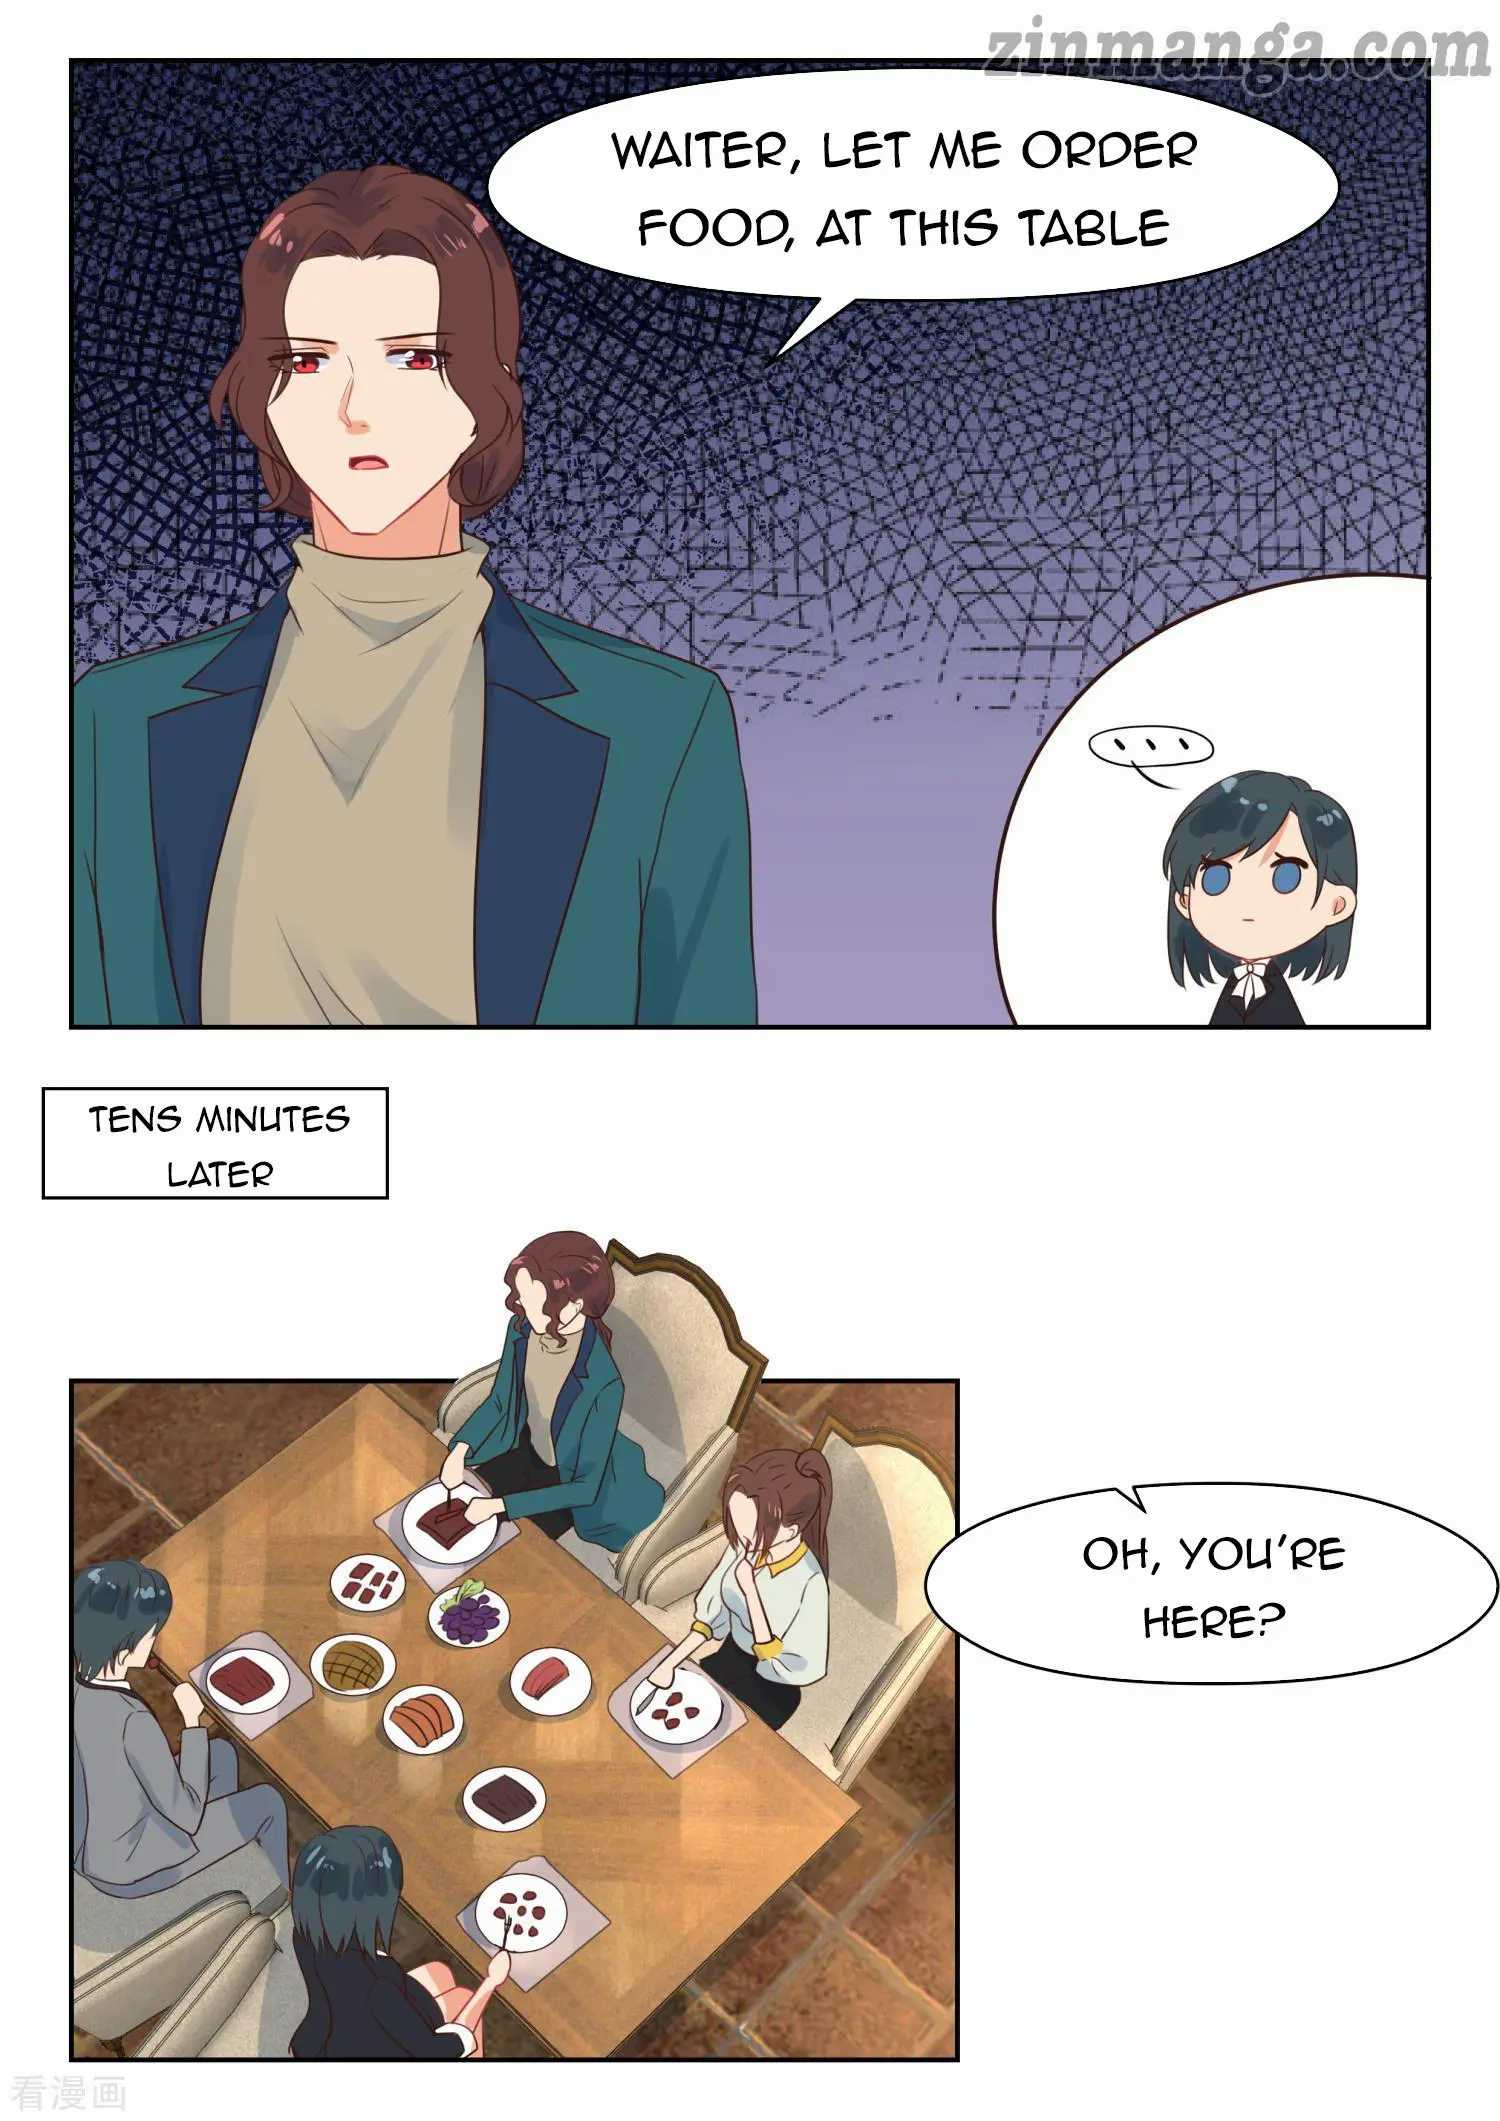 zinmanga.com
WAITER, LET ME ORDER
FOOD, AT THIS TABLE
...
TENS MINUTES
LATER
OH, YOU'RE
HERE?
看漫画